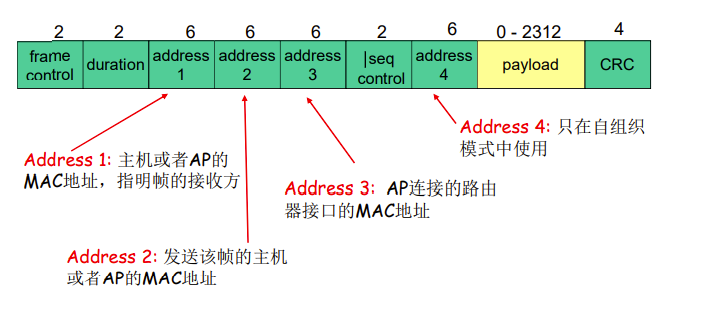 2 2 6 6 6 2 6 0 - 2312 4
frame control duration address 1 address 2 address 3 |seq control address 4 payload CRC
Address 4: 只在自组织
模式中使用
Address 1: 主机或者AP的
MAC地址，指明帧的接收方
Address 3: AP连接的路由
器接口的MAC地址
Address 2: 发送该帧的主机
或者AP的MAC地址